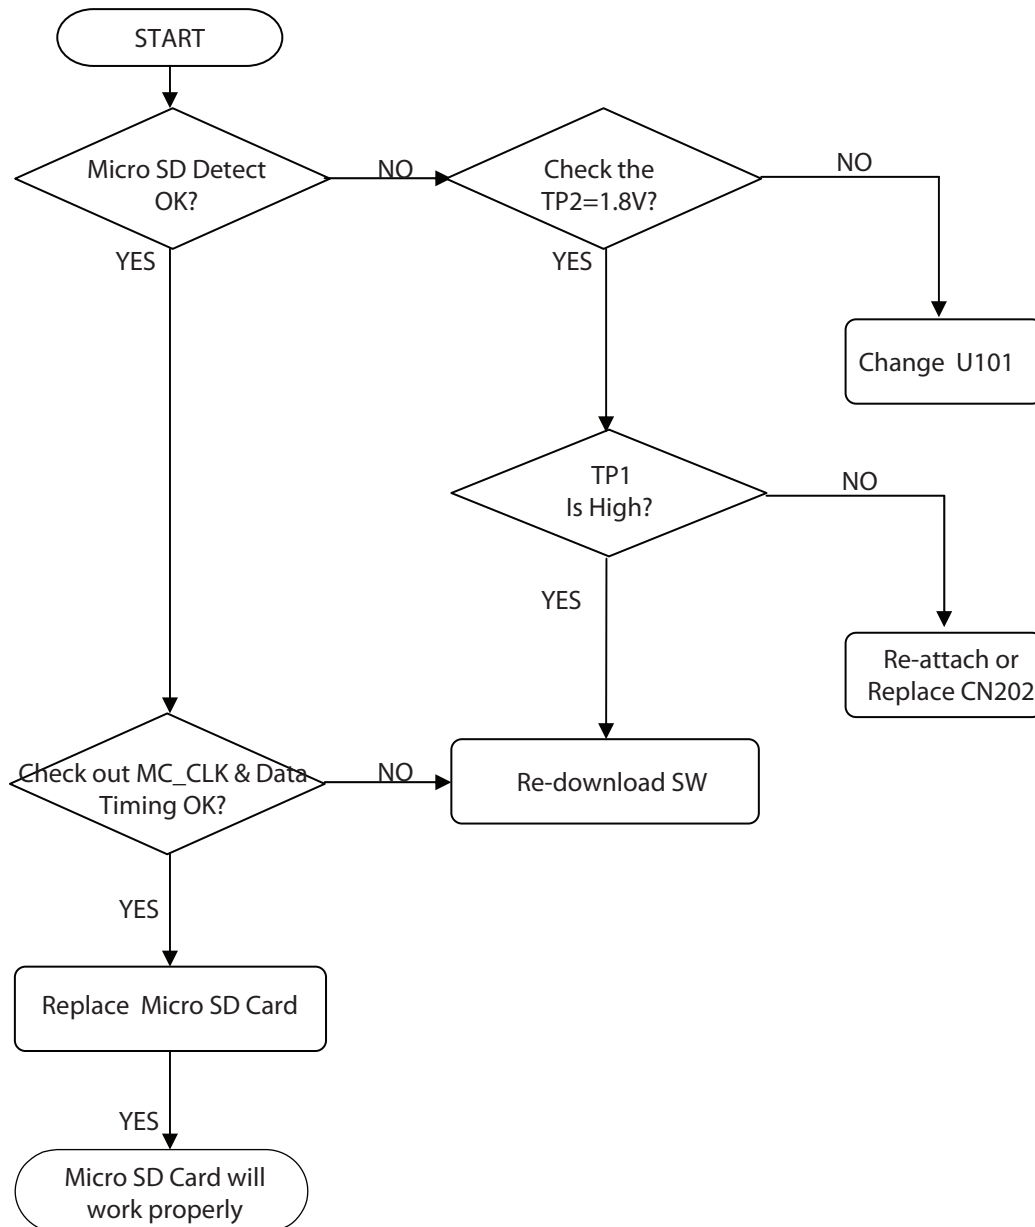 START
Micro SD Detect
OK?
NO
Check the
TP2=1.8V?
NO
YES
YES
Change U101
TP1
Is High?
NO
YES
Re-attach or
Replace CN202
Check out MC_CLK & Data
Timing OK?
NO
Re-download SW
YES
Replace Micro SD Card
YES
Micro SD Card will
work properly